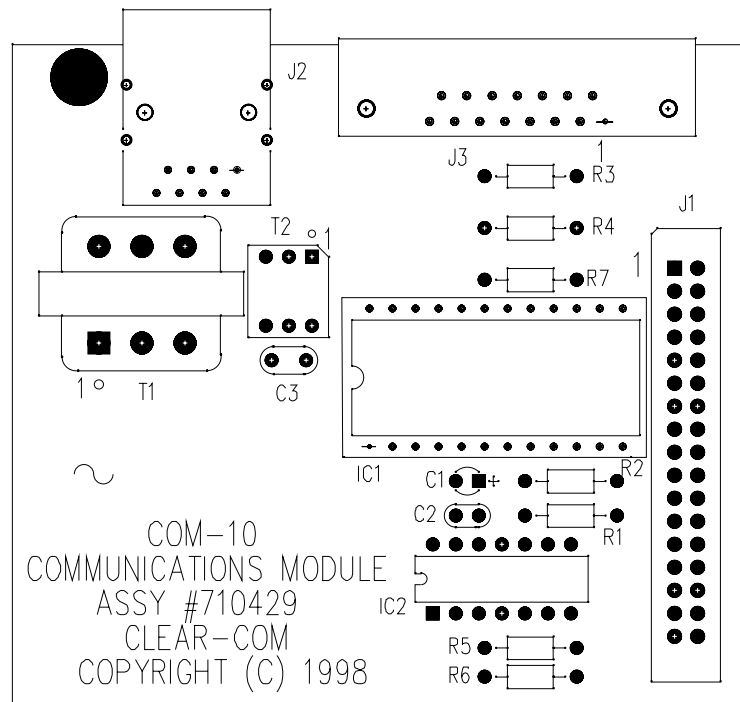 J2
J3
1
R3
T2
1
R4
J1
R7
1
1
T1
C3
IC1
R2
C1
+
C2
R1
COM-10
COMMUNICATIONS MODULE
ASSY #710429
IC2
CLEAR-COM
R5
COPYRIGHT (C) 1998
R6